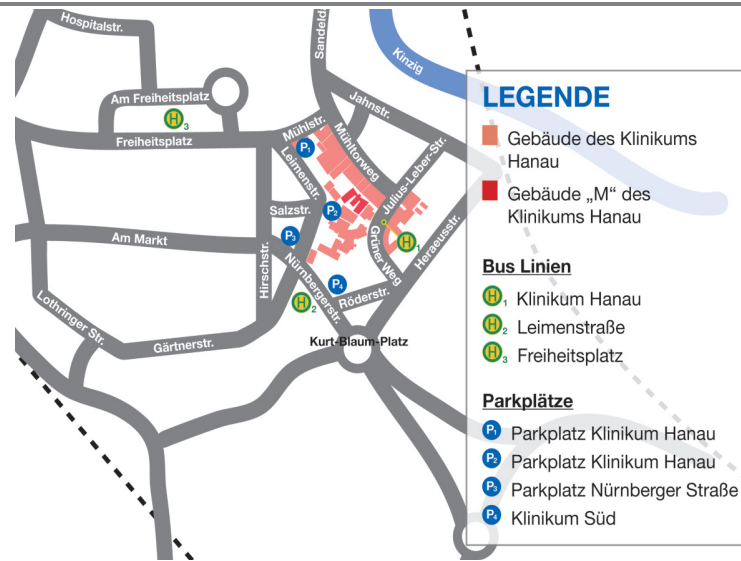 Hospitalstr.
Sandelds
Kinzig
Am Freiheitsplatz
H3
Jahnstr.
Freiheitsplatz
Mühlstr.
P1
Mühltorweg
Leimenstr.
Julius-Leber-Str.
Salzstr.
P2
P3
Am Markt
H1
Grüner Weg
Heraeusstr.
Hirschstr.
Nürnbergerstr.
P4
H2
Röderstr.
Lothringer Str.
Gärtnerstr.
Kurt-Blaum-Platz
LEGENDE
Gebäude des Klinikums
Hanau
Gebäude „M“ des
Klinikums Hanau
Bus Linien
H1 Klinikum Hanau
H2 Leimenstraße
H3 Freiheitsplatz
Parkplätze
P1 Parkplatz Klinikum Hanau
P2 Parkplatz Klinikum Hanau
P3 Parkplatz Nürnberger Straße
P4 Klinikum Süd